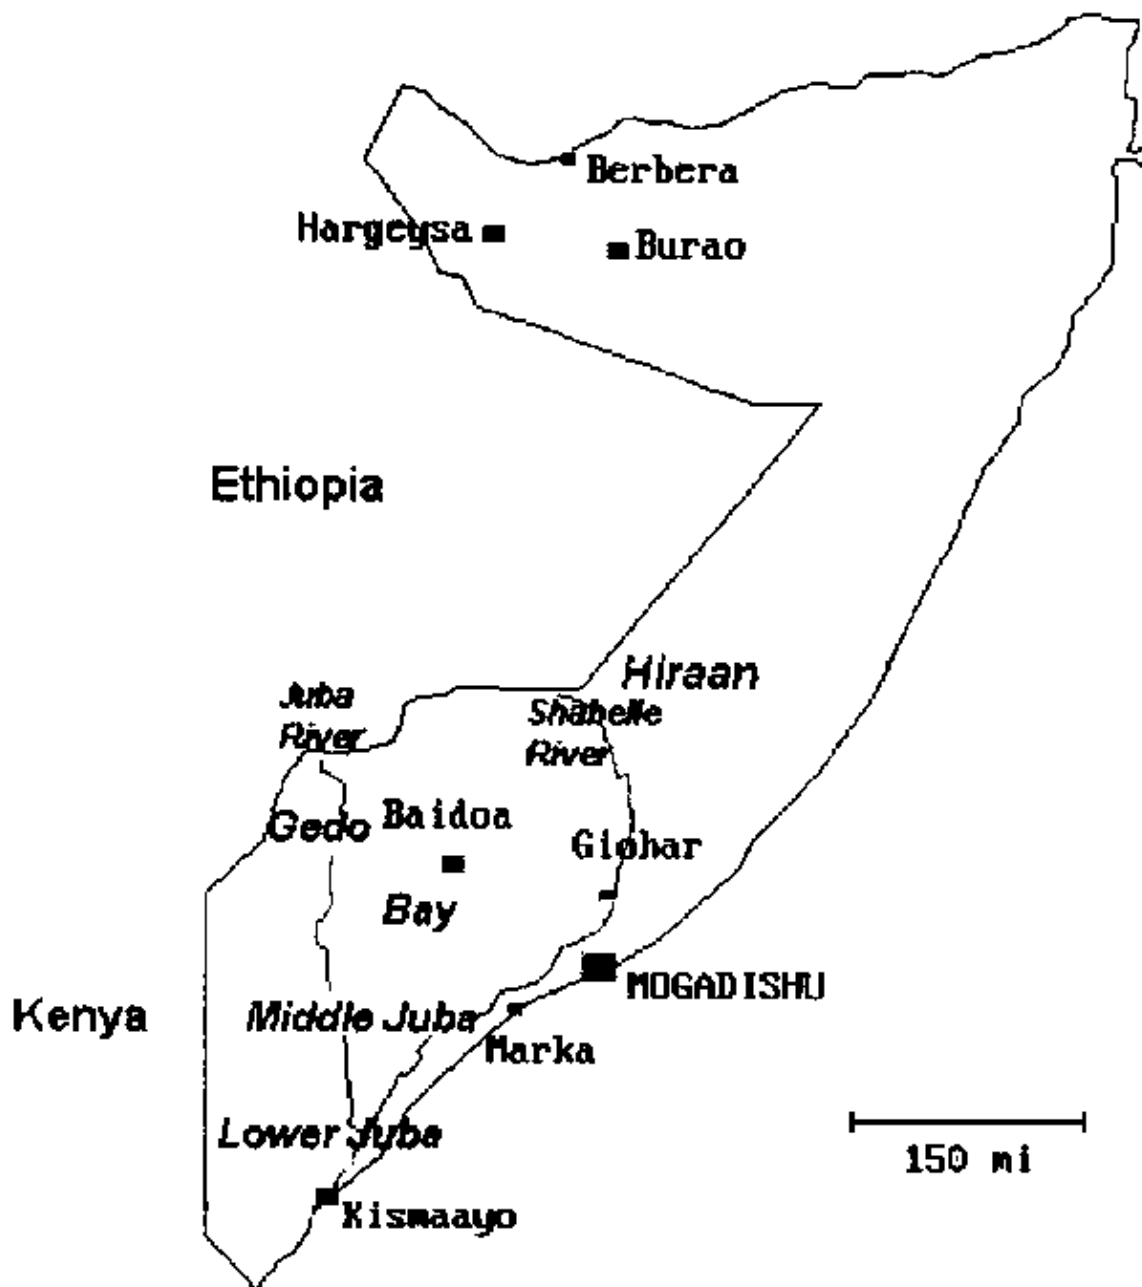 Berbera
Hargeysa
Burao
Ethiopia
Hiraan
Juba
River
Shabelle
River
Gedo
Baidoa
Giohar
Bay
MOGADISHU
Kenya
Middle Juba
Marka
Lower Juba
150 mi
Kismaayo